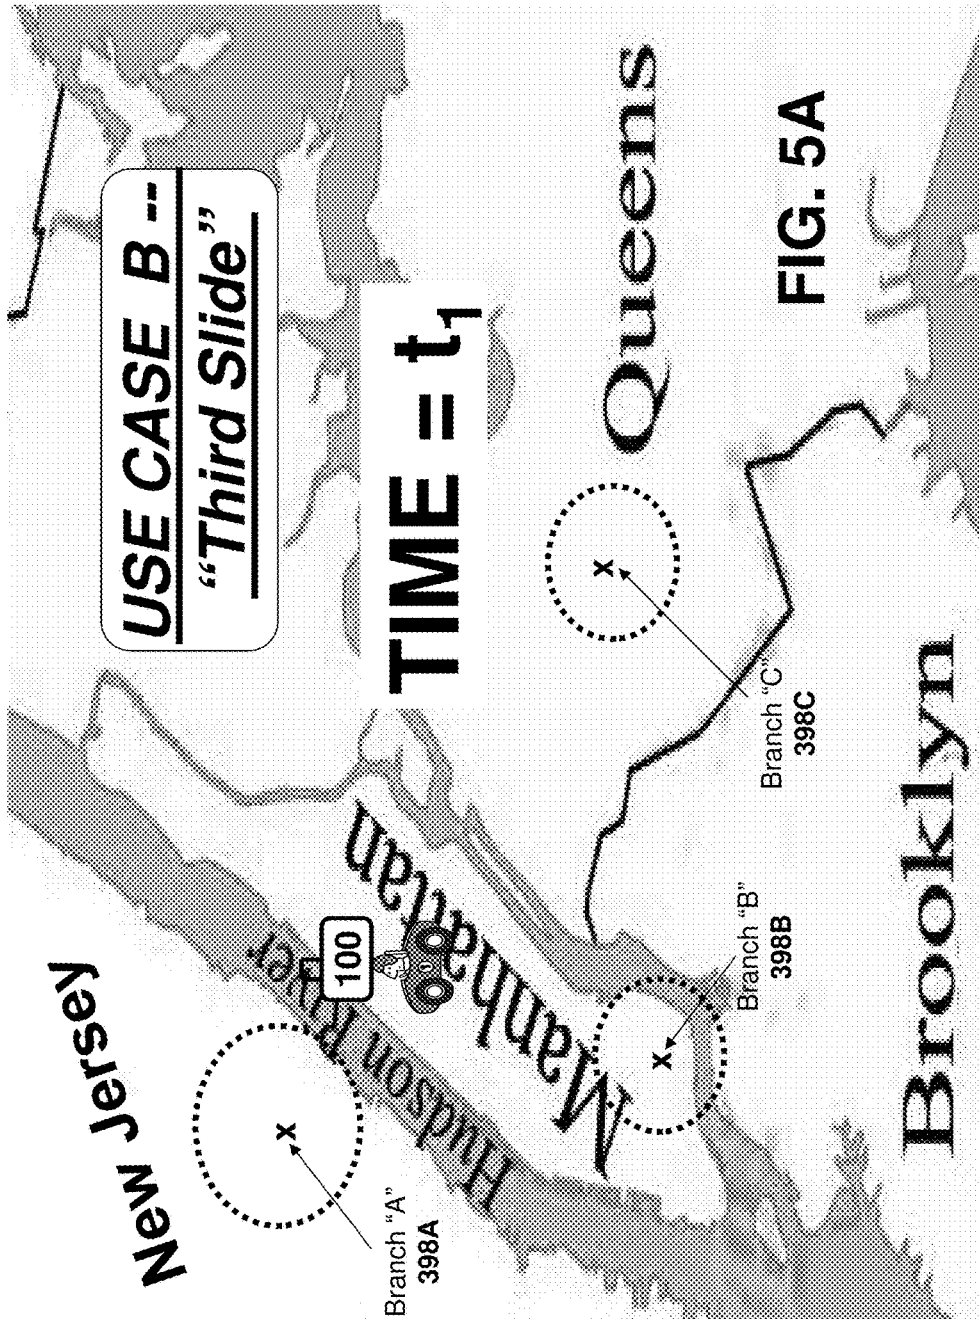 USE CASE B --
“Third Slide”
New Jersey
TIME = t1
Hudson River
100
Manhattan
Branch “A”
398A
Queens
Branch “C”
398C
Branch “B”
398B
FIG. 5A
Brooklyn
x
x
x